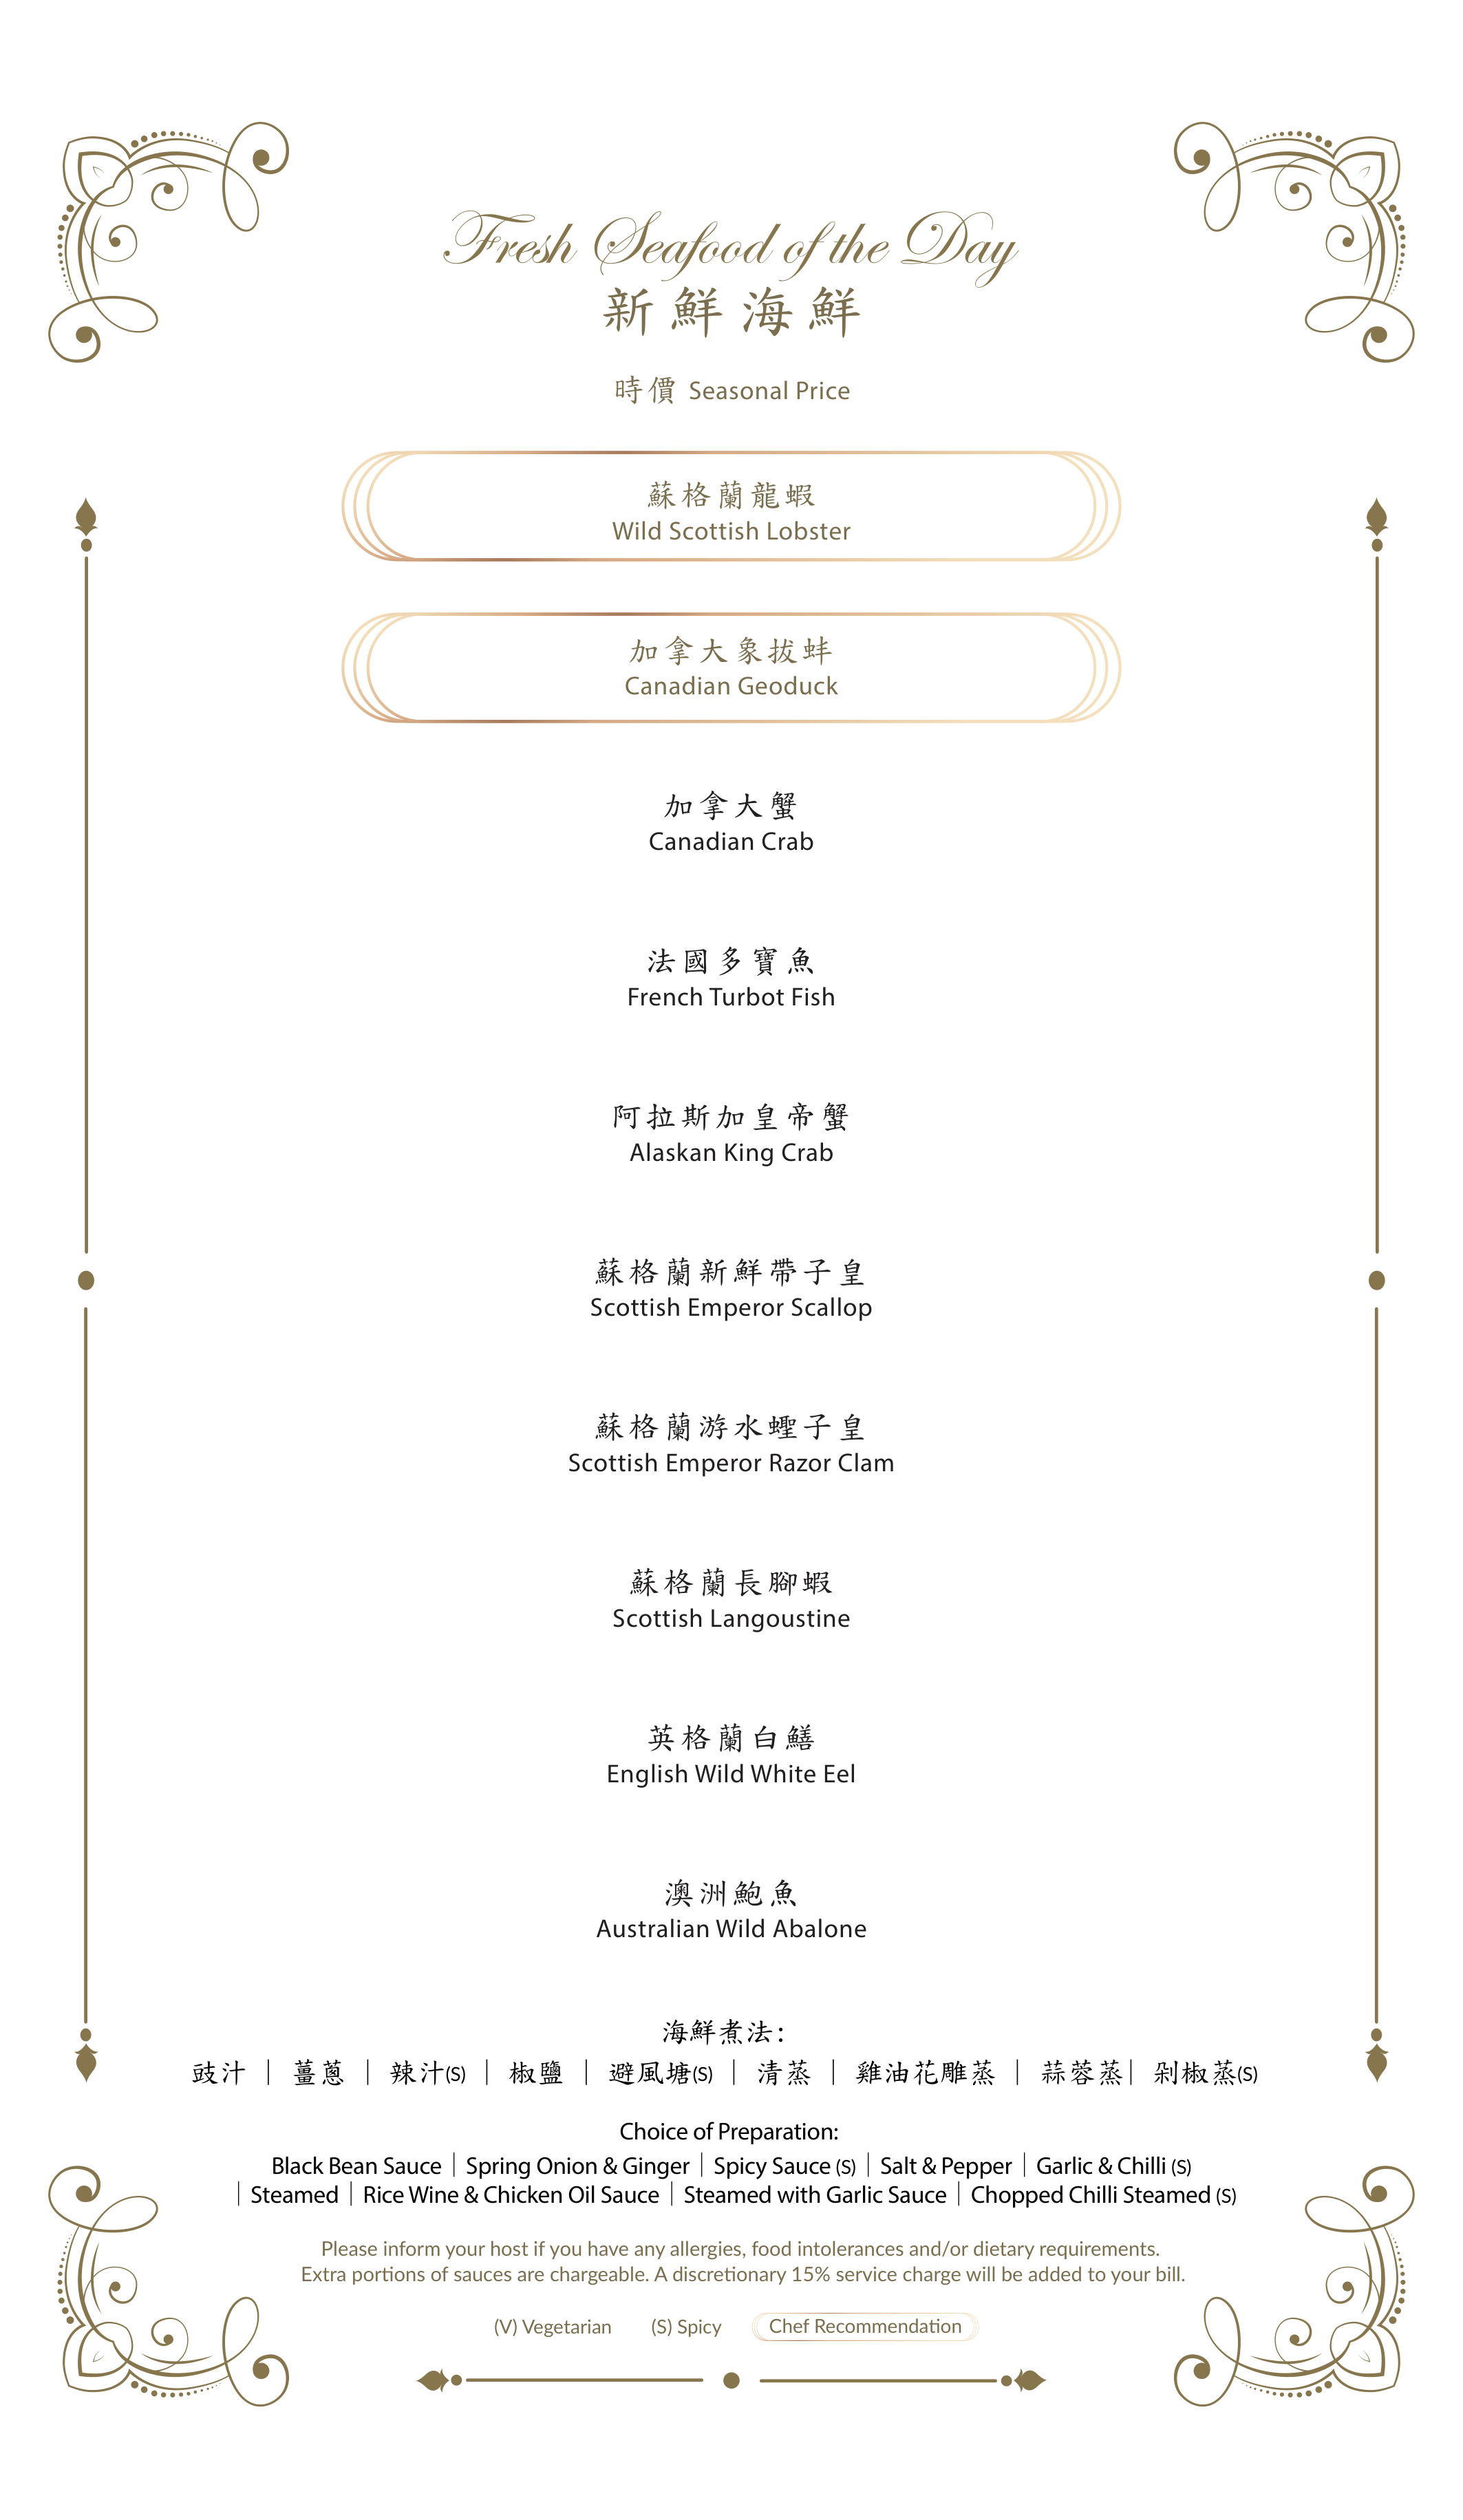 Fresh Seafood of the Day
新鮮海鮮
時價 Seasonal Price
蘇格蘭龍蝦
Wild Scottish Lobster
加拿大象拔蚌
Canadian Geoduck
加拿大蟹
Canadian Crab
法國多寶魚
French Turbot Fish
阿拉斯加皇帝蟹
Alaskan King Crab
蘇格蘭新鮮帶子皇
Scottish Emperor Scallop
蘇格蘭游水蟶子皇
Scottish Emperor Razor Clam
蘇格蘭長腳蝦
Scottish Langoustine
英格蘭白鱔
English Wild White Eel
澳洲鮑魚
Australian Wild Abalone
海鮮煮法:
豉汁 | 薑蔥 | 辣汁(S) | 椒鹽 | 避風塘(S) | 清蒸 | 雞油花雕蒸 | 蒜蓉蒸| 剁椒蒸(S)
Choice of Preparation:
Black Bean Sauce | Spring Onion & Ginger | Spicy Sauce (S) | Salt & Pepper | Garlic & Chilli (S)
| Steamed | Rice Wine & Chicken Oil Sauce | Steamed with Garlic Sauce | Chopped Chilli Steamed (S)
Please inform your host if you have any allergies, food intolerances and/or dietary requirements.
Extra portions of sauces are chargeable. A discretionary 15% service charge will be added to your bill.
(V) Vegetarian (S) Spicy Chef Recommendation